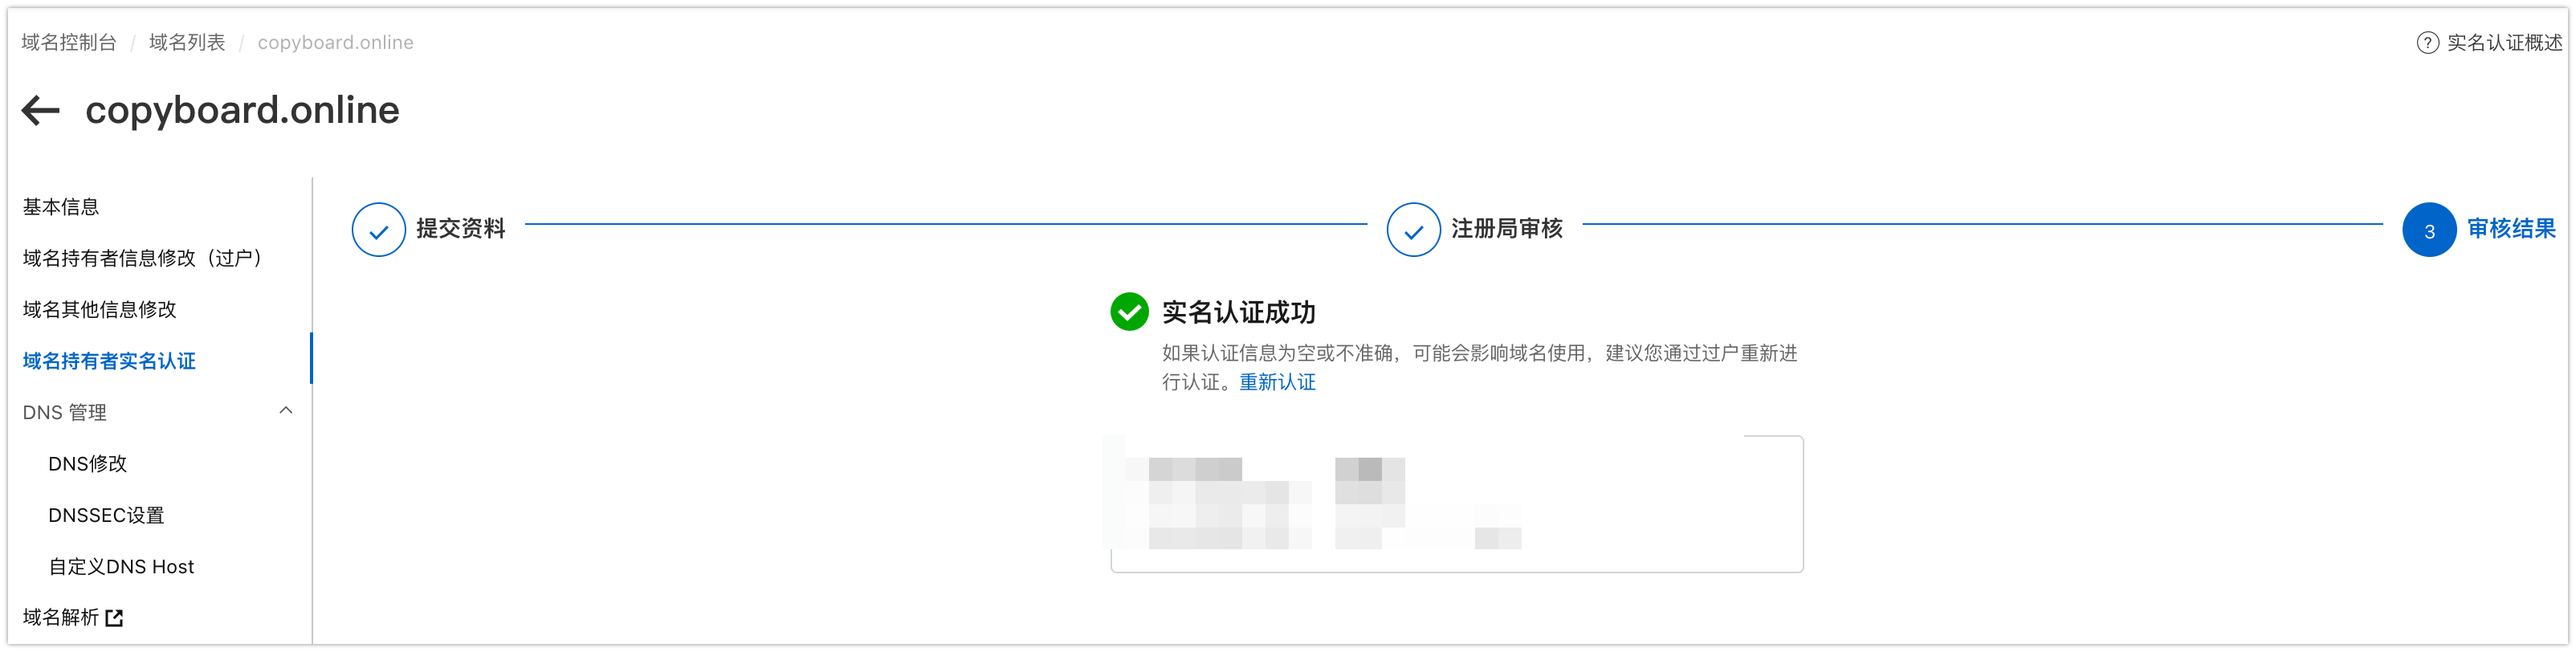 域名控制台 / 域名列表 / copyboard.online
? 实名认证概述
← copyboard.online
基本信息
域名持有者信息修改（过户）
域名其他信息修改
域名持有者实名认证
DNS 管理
DNS修改
DNSSEC设置
自定义DNS Host
域名解析
提交资料
注册局审核
3 审核结果
实名认证成功
如果认证信息为空或不准确，可能会影响域名使用，建议您通过过户重新进
行认证。重新认证